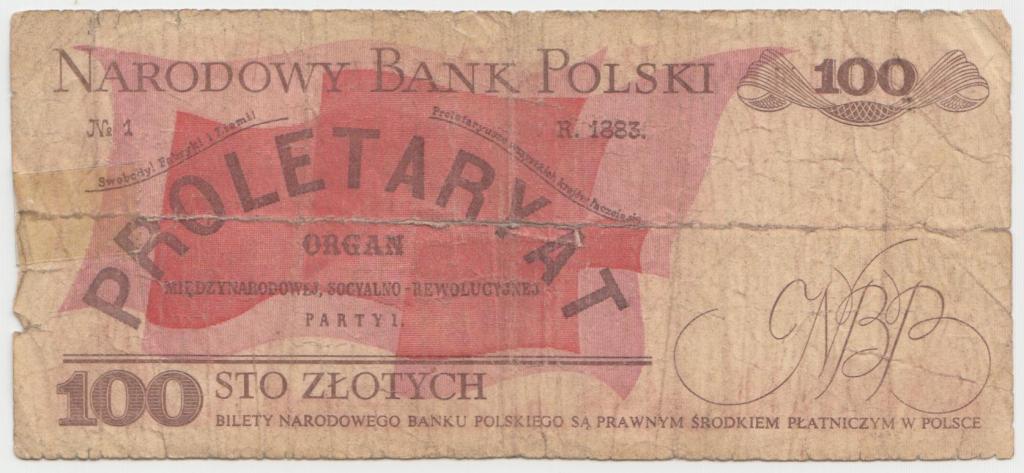 NARODOWY BANK POLSKI 100
№ 1
R. 1883.
Swobody! Fabryki i Ziemi!
Proletaryusze wszystkich krajów łączcie się
PROLETARYAT
ORGAN
MIĘDZYNARODOWEJ, SOCYALNO-REWOLUCYJNEJ
PARTYI.
NBP
100 STO ZŁOTYCH
BILETY NARODOWEGO BANKU POLSKIEGO SĄ PRAWNYM ŚRODKIEM PŁATNICZYM W POLSCE